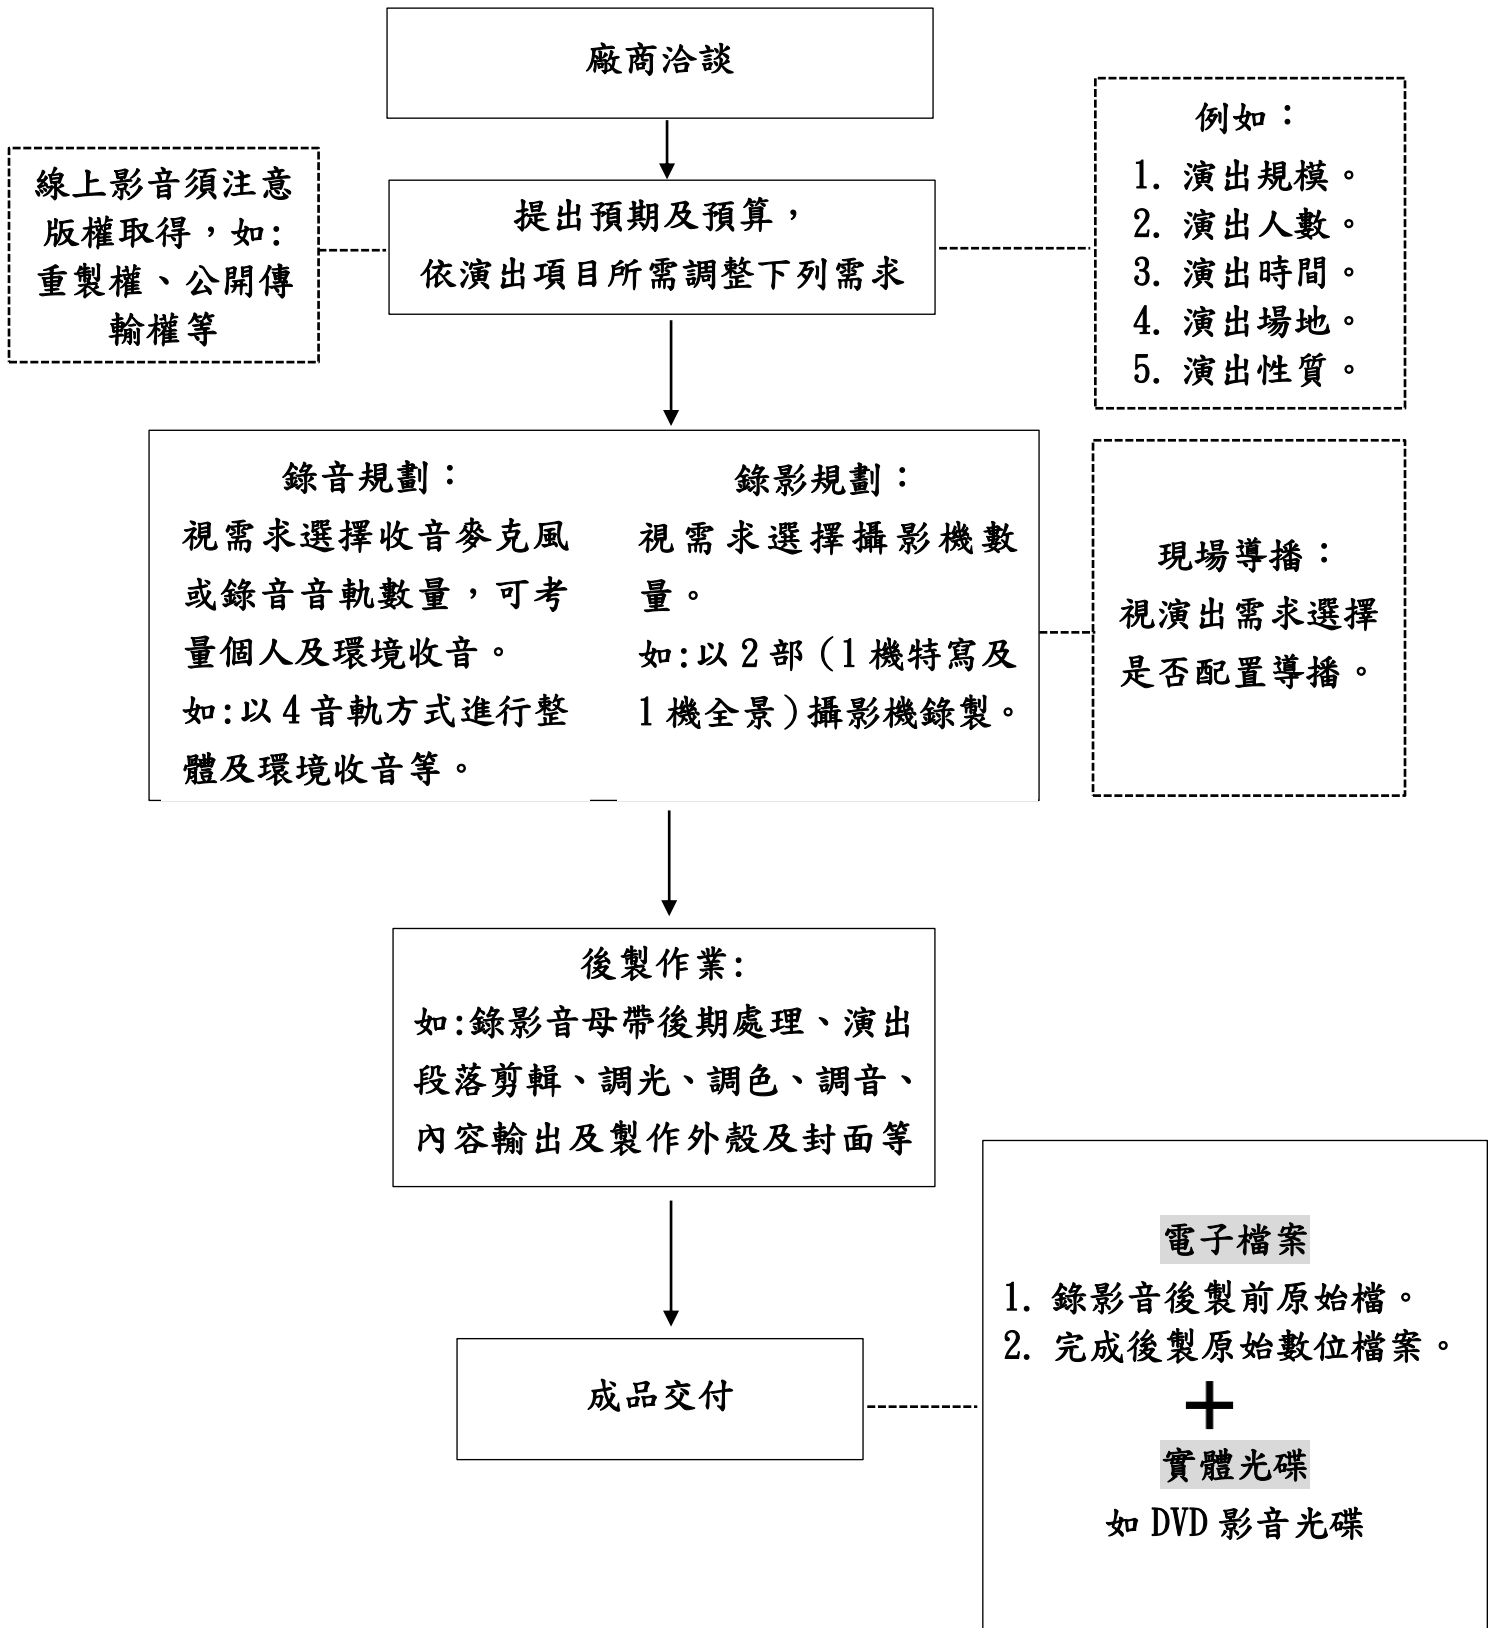 廠商洽談
例如：
1. 演出規模。
2. 演出人數。
3. 演出時間。
4. 演出場地。
5. 演出性質。
線上影音須注意
版權取得，如:
重製權、公開傳
輸權等
提出預期及預算，
依演出項目所需調整下列需求
錄音規劃：
視需求選擇收音麥克風
或錄音音軌數量，可考
量個人及環境收音。
如:以 4 音軌方式進行整
體及環境收音等。
錄影規劃：
視需求選擇攝影機數
量。
如:以 2 部（1 機特寫及
1 機全景）攝影機錄製。
現場導播：
視演出需求選擇
是否配置導播。
後製作業:
如:錄影音母帶後期處理、演出
段落剪輯、調光、調色、調音、
內容輸出及製作外殼及封面等
成品交付
電子檔案
1. 錄影音後製前原始檔。
2. 完成後製原始數位檔案。
+
實體光碟
如 DVD 影音光碟